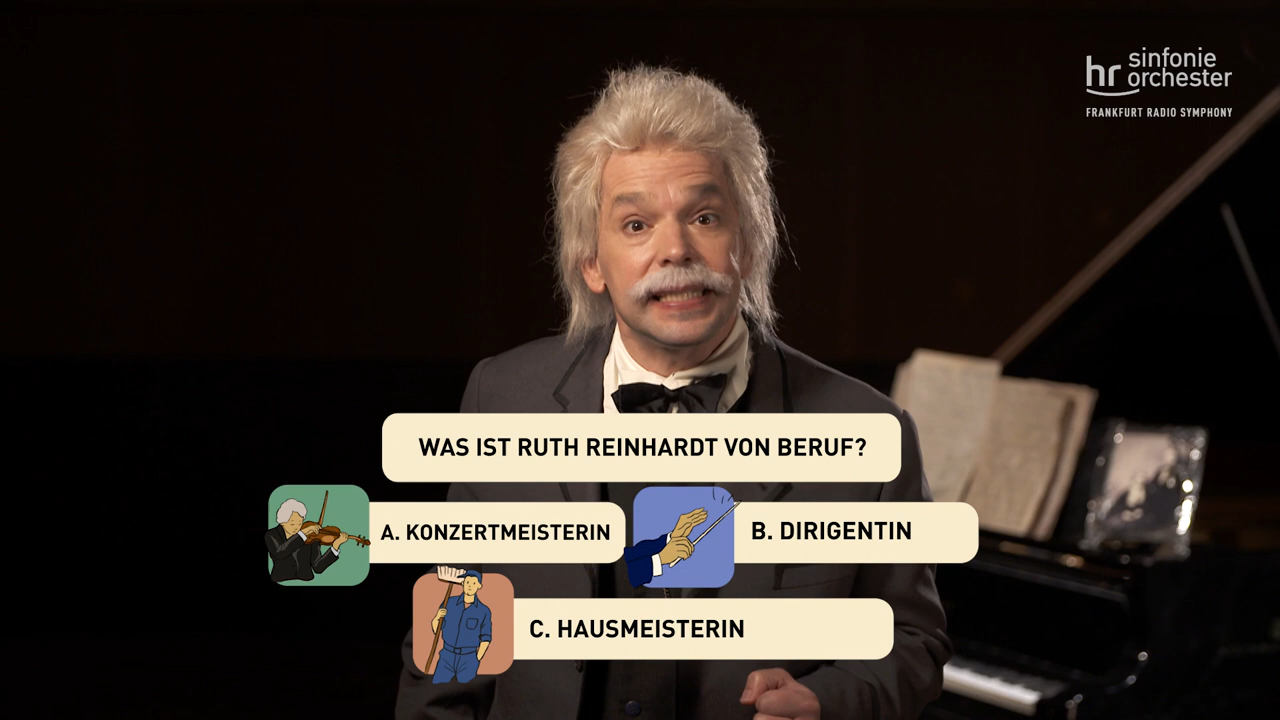 hr sinfonie
orchester
FRANKFURT RADIO SYMPHONY
WAS IST RUTH REINHARDT VON BERUF?
A. KONZERTMEISTERIN
B. DIRIGENTIN
C. HAUSMEISTERIN